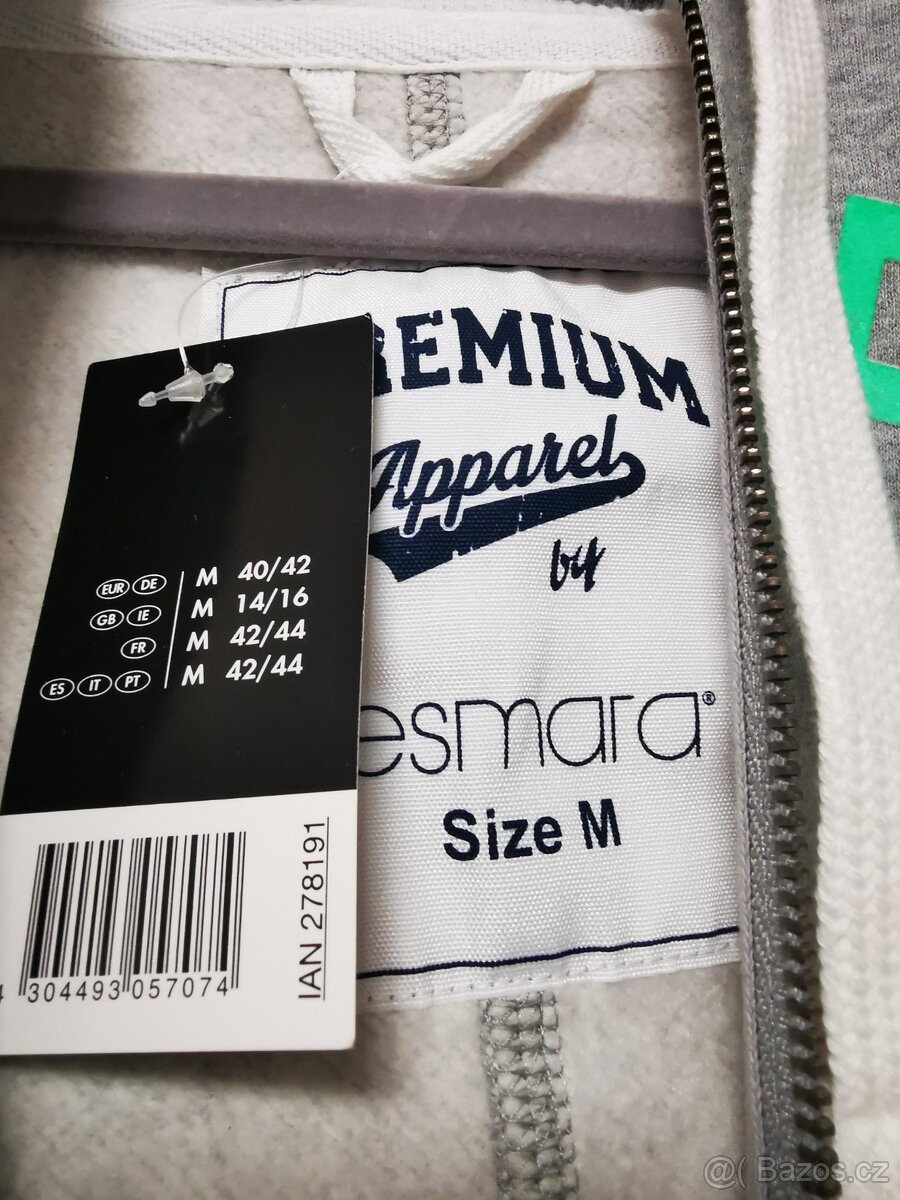 REMIUM
Apparel
by
esmara®
Size M
EUR DE M 40/42
GB IE M 14/16
FR M 42/44
ES IT PT M 42/44
4 304493 057074
IAN 278191
@( Bazos.cz